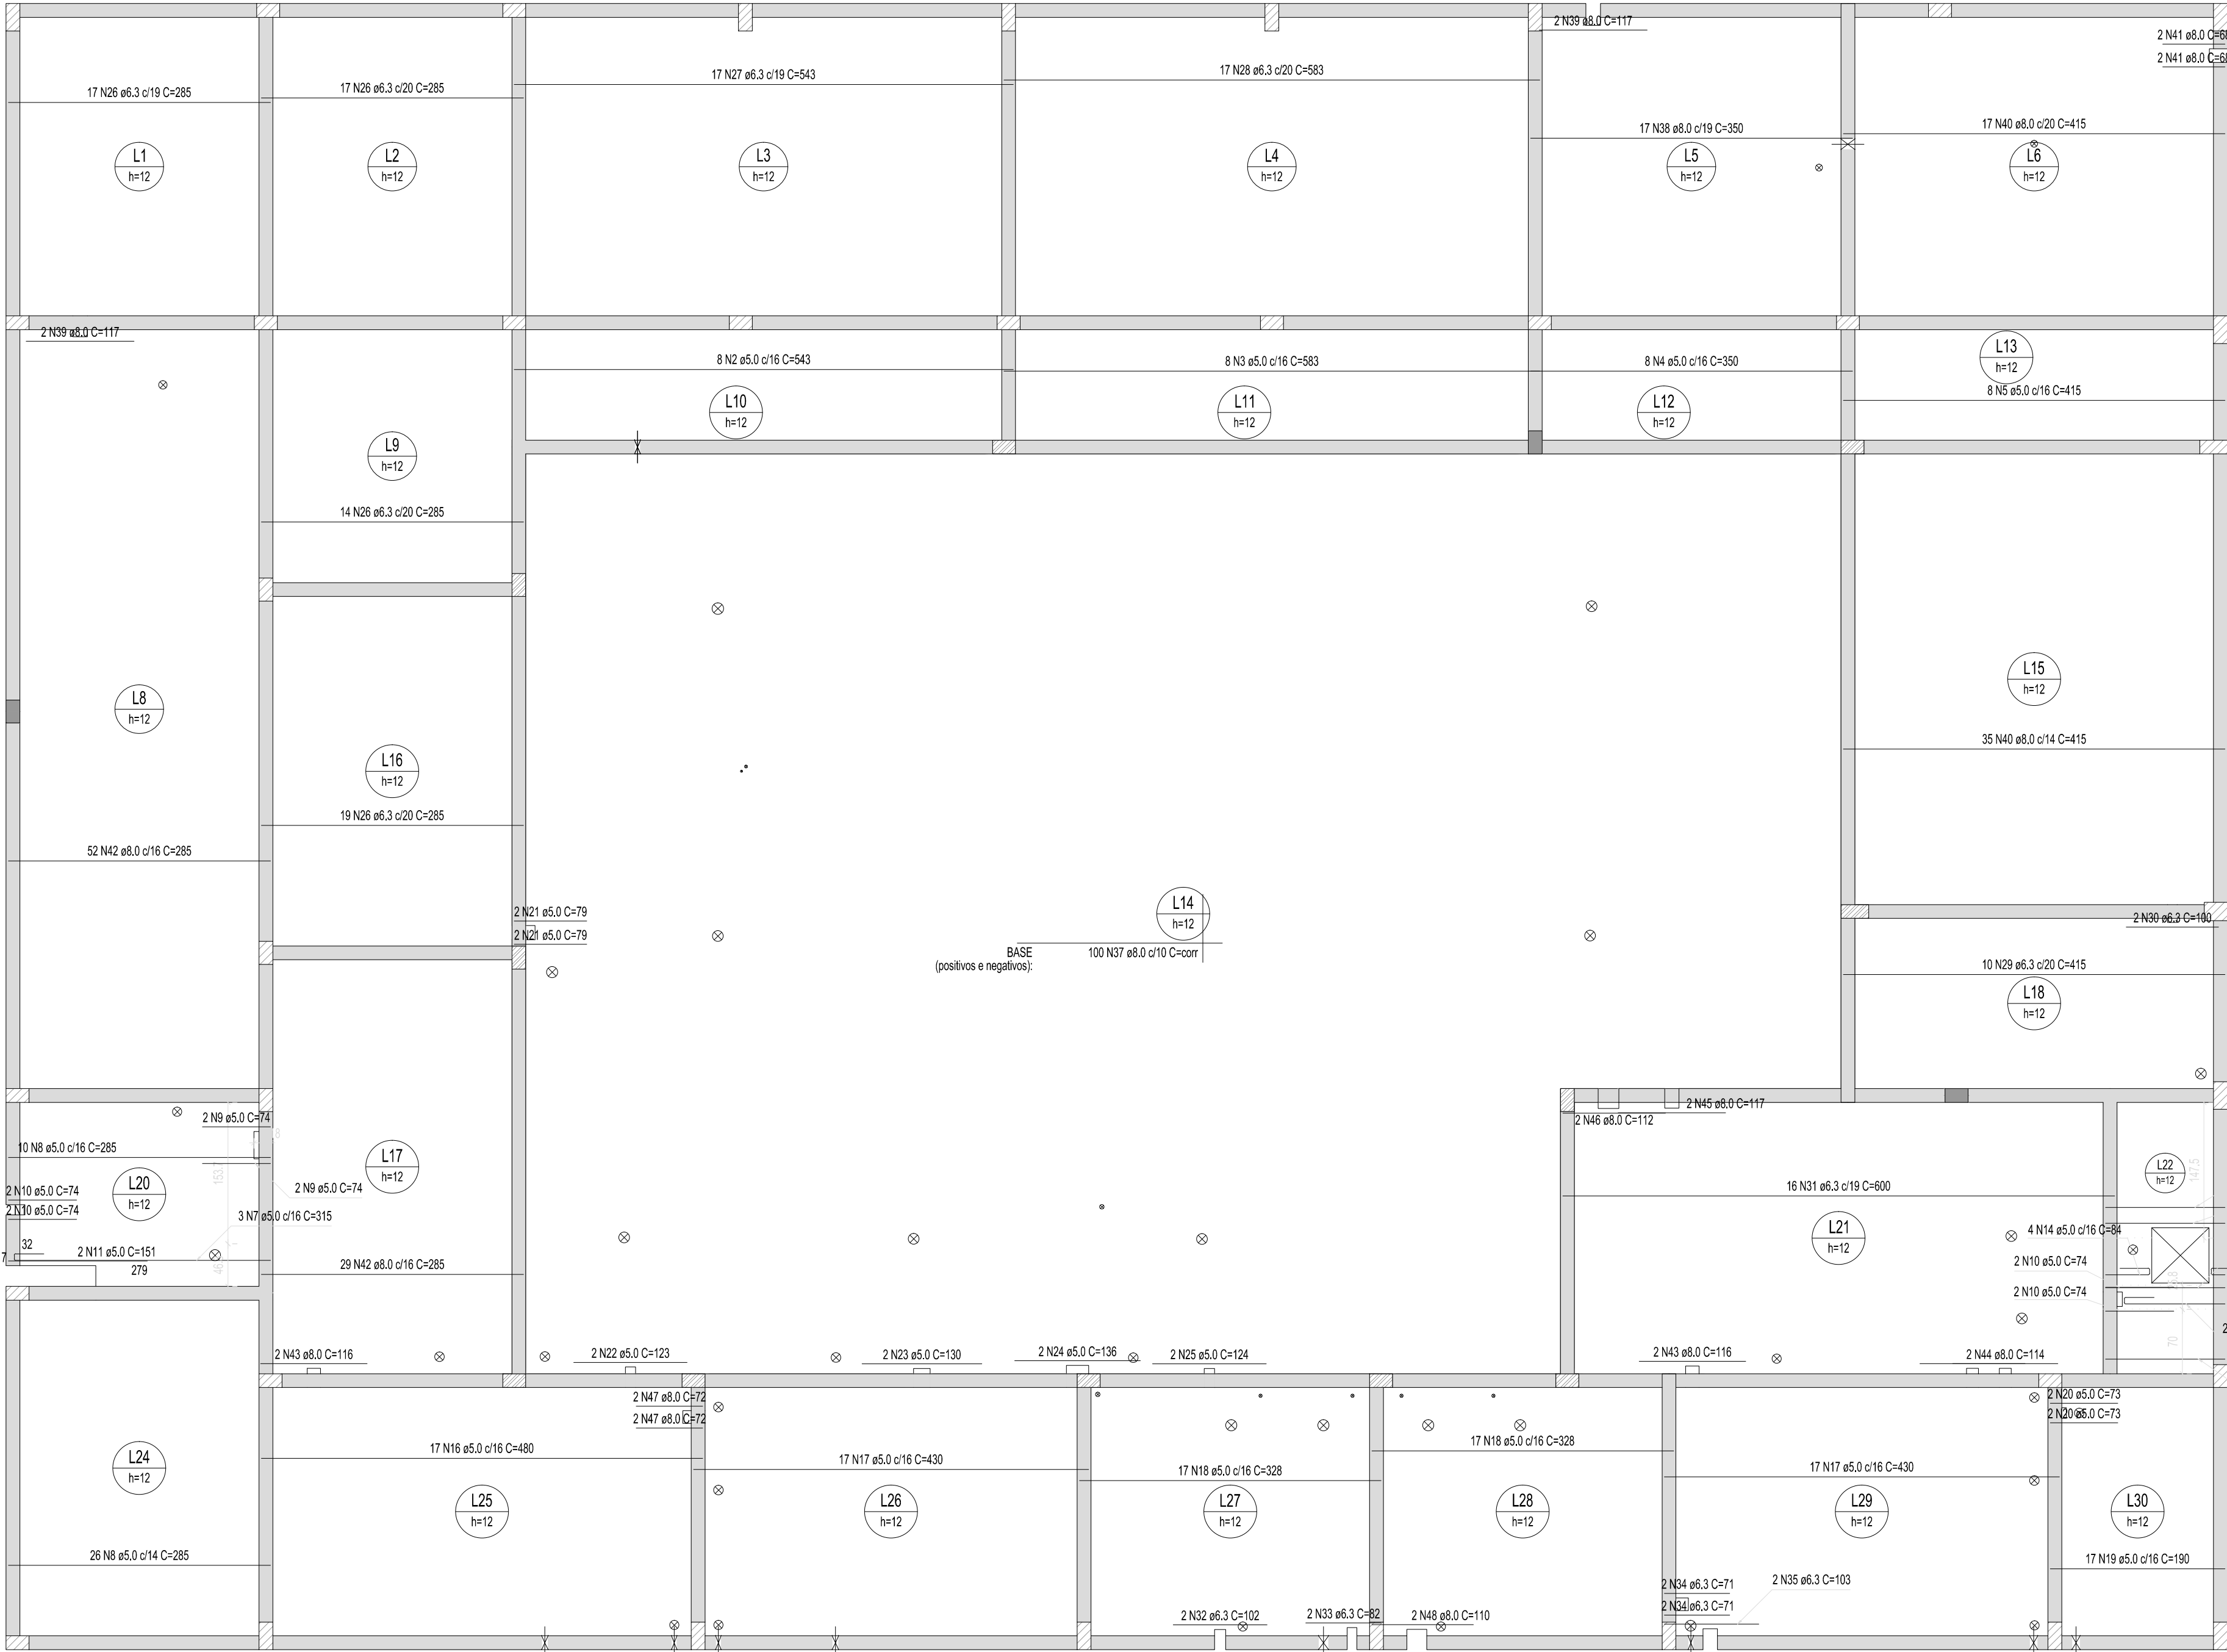 2 N39 ø8.0 C=117
17 N27 ø6.3 c/19 C=543
17 N28 ø6.3 c/20 C=583
17 N26 ø6.3 c/19 C=285
17 N26 ø6.3 c/20 C=285
17 N38 ø8.0 c/19 C=350
17 N40 ø8.0 c/20 C=415
2 N41 ø8.0 C=6
2 N41 ø8.0 C=6
L1
h=12
L2
h=12
L3
h=12
L4
h=12
L5
h=12
L6
h=12
2 N39 ø8.0 C=117
8 N2 ø5.0 c/16 C=543
8 N3 ø5.0 c/16 C=583
8 N4 ø5.0 c/16 C=350
L13
h=12
8 N5 ø5.0 c/16 C=415
L10
h=12
L11
h=12
L12
h=12
L9
h=12
14 N26 ø6.3 c/20 C=285
L8
h=12
L16
h=12
L15
h=12
35 N40 ø8.0 c/14 C=415
19 N26 ø6.3 c/20 C=285
52 N42 ø8.0 c/16 C=285
2 N21 ø5.0 C=79
2 N21 ø5.0 C=79
L14
h=12
BASE
(positivos e negativos):
100 N37 ø8.0 c/10 C=corr
2 N30 ø6.3 C=100
10 N29 ø6.3 c/20 C=415
L18
h=12
2 N45 ø8.0 C=117
2 N46 ø8.0 C=112
2 N9 ø5.0 C=74
10 N8 ø5.0 c/16 C=285
153.7
L17
h=12
L20
h=12
2 N10 ø5.0 C=74
2 N10 ø5.0 C=74
2 N9 ø5.0 C=74
3 N7 ø5.0 c/16 C=315
32
7
2 N11 ø5.0 C=151
279
29 N42 ø8.0 c/16 C=285
16 N31 ø6.3 c/19 C=600
L22
h=12
147.5
L21
h=12
4 N14 ø5.0 c/16 C=84
2 N10 ø5.0 C=74
2 N10 ø5.0 C=74
2
70
2 N43 ø8.0 C=116
2 N22 ø5.0 C=123
2 N23 ø5.0 C=130
2 N24 ø5.0 C=136
2 N25 ø5.0 C=124
2 N43 ø8.0 C=116
2 N44 ø8.0 C=114
2 N47 ø8.0 C=72
2 N47 ø8.0 C=72
2 N20 ø5.0 C=73
2 N20 ø5.0 C=73
17 N16 ø5.0 c/16 C=480
17 N17 ø5.0 c/16 C=430
17 N18 ø5.0 c/16 C=328
17 N18 ø5.0 c/16 C=328
17 N17 ø5.0 c/16 C=430
L24
h=12
L25
h=12
L26
h=12
L27
h=12
L28
h=12
L29
h=12
L30
h=12
26 N8 ø5.0 c/14 C=285
17 N19 ø5.0 c/16 C=190
2 N34 ø6.3 C=71
2 N34 ø6.3 C=71
2 N35 ø6.3 C=103
2 N32 ø6.3 C=102
2 N33 ø6.3 C=82
2 N48 ø8.0 C=110